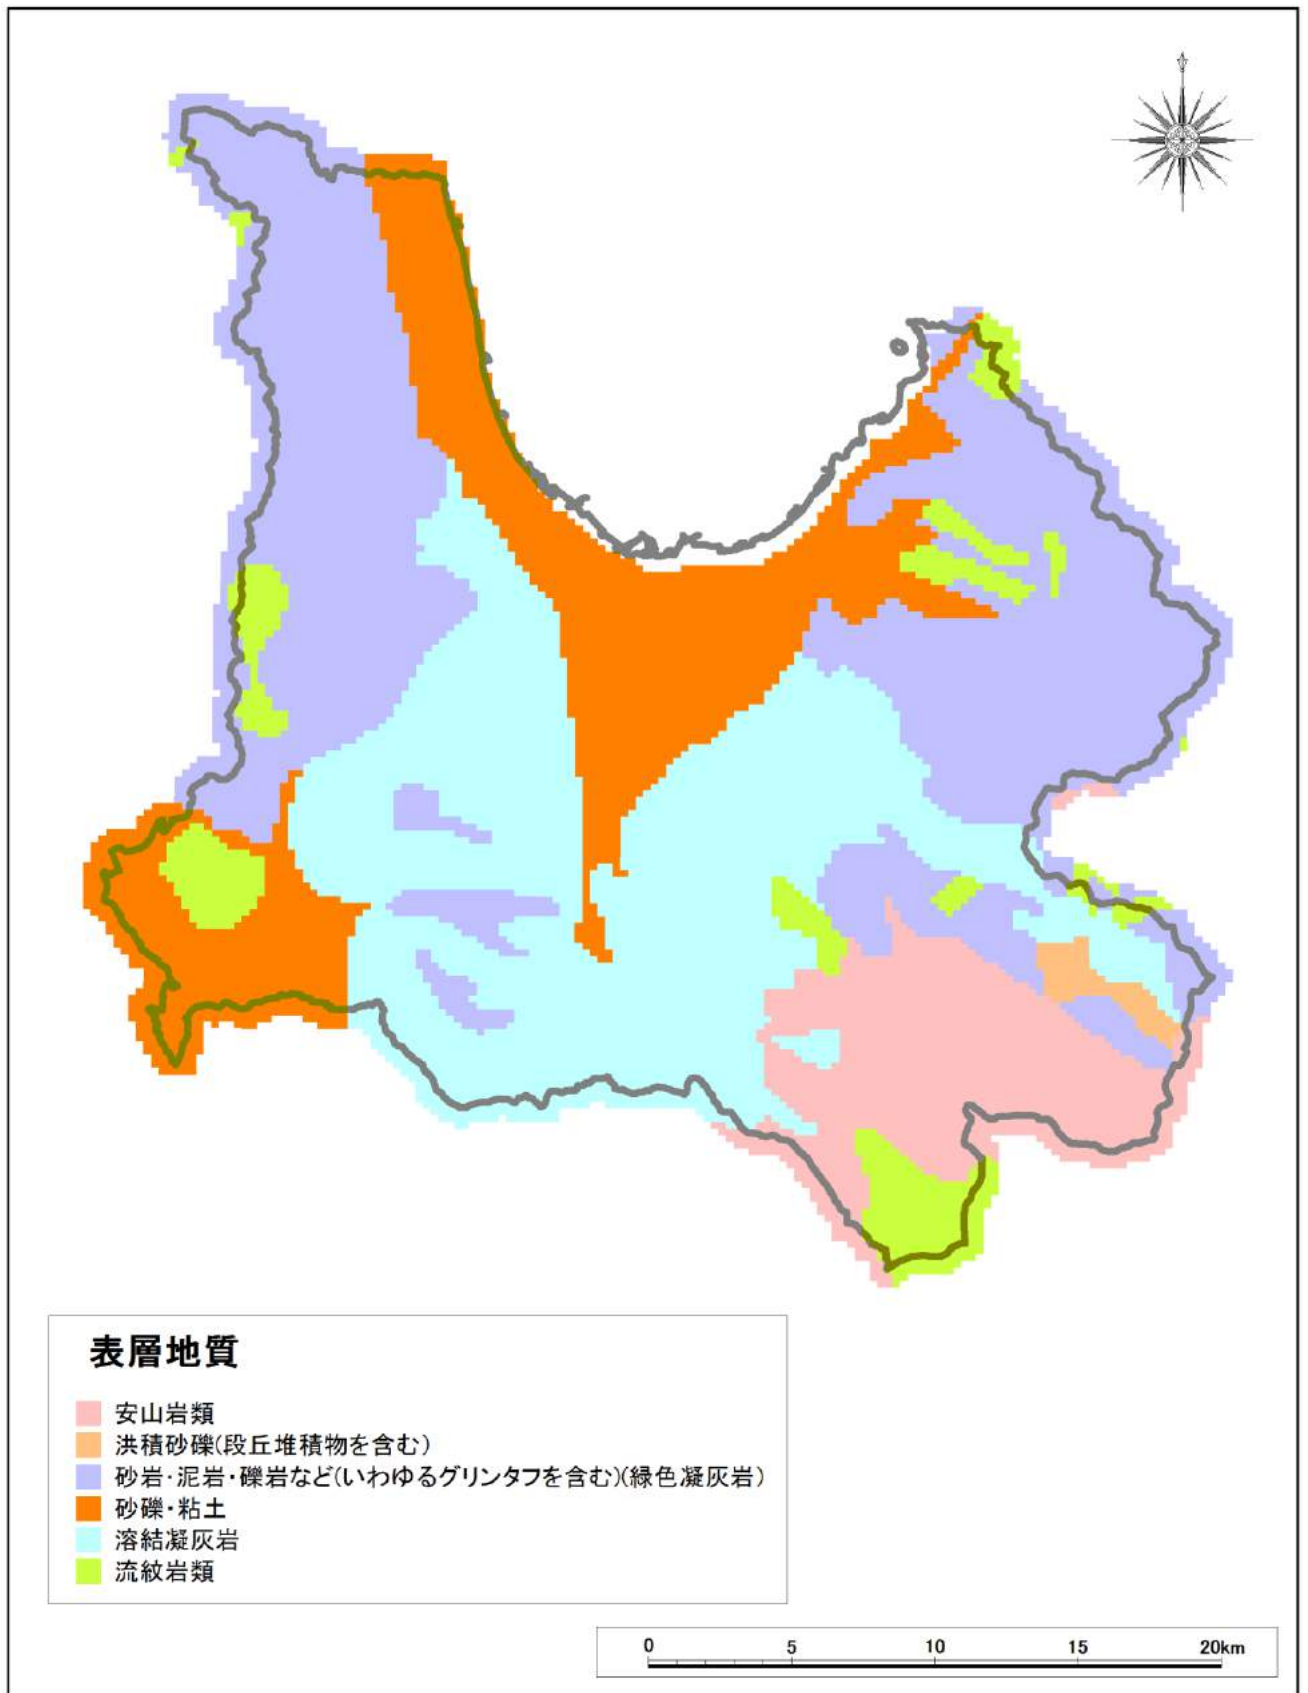 表層地質
安山岩類
洪積砂礫(段丘堆積物を含む)
砂岩・泥岩・礫岩など(いわゆるグリンタフを含む)(緑色凝灰岩)
砂礫・粘土
溶結凝灰岩
流紋岩類
0 5 10 15 20km